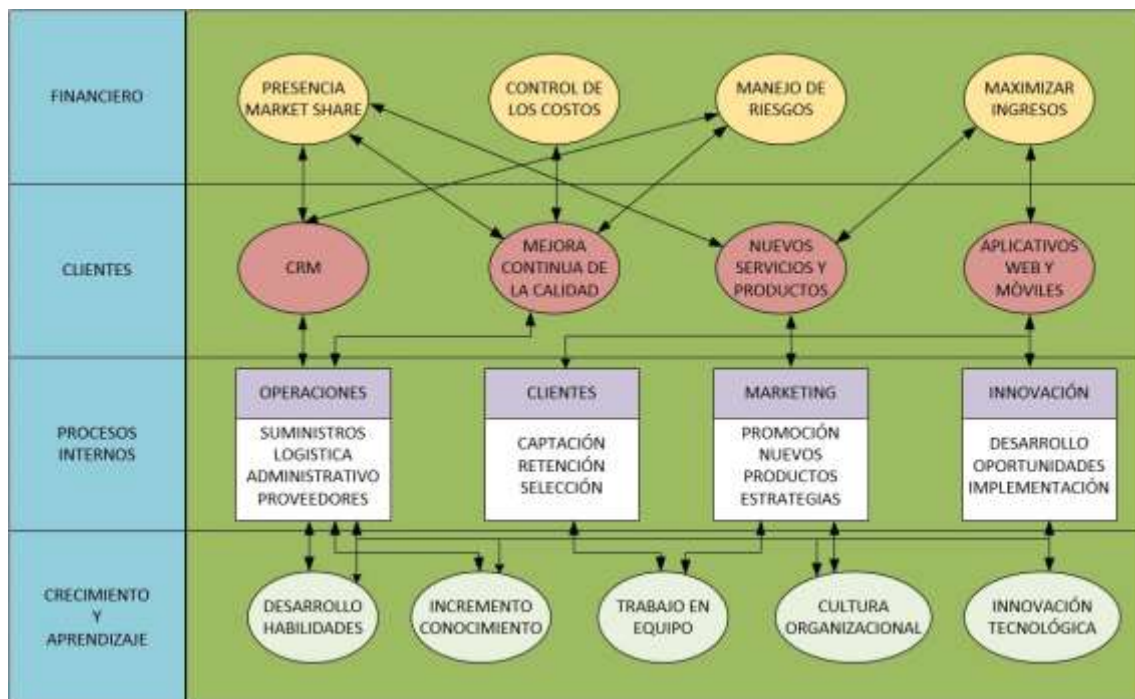 FINANCIERO
PRESENCIA
MARKET SHARE
CONTROL DE
LOS COSTOS
MANEJO DE
RIESGOS
MAXIMIZAR
INGRESOS
CLIENTES
CRM
MEJORA
CONTINUA DE
LA CALIDAD
NUEVOS
SERVICIOS Y
PRODUCTOS
APLICATIVOS
WEB Y
MÓVILES
PROCESOS
INTERNOS
OPERACIONES
SUMINISTROS
LOGISTICA
ADMINISTRATIVO
PROVEEDORES
CLIENTES
CAPTACIÓN
RETENCIÓN
SELECCIÓN
MARKETING
PROMOCIÓN
NUEVOS
PRODUCTOS
ESTRATEGIAS
INNOVACIÓN
DESARROLLO
OPORTUNIDADES
IMPLEMENTACIÓN
CRECIMIENTO
Y
APRENDIZAJE
DESARROLLO
HABILIDADES
INCREMENTO
CONOCIMIENTO
TRABAJO EN
EQUIPO
CULTURA
ORGANIZACIONAL
INNOVACIÓN
TECNOLÓGICA